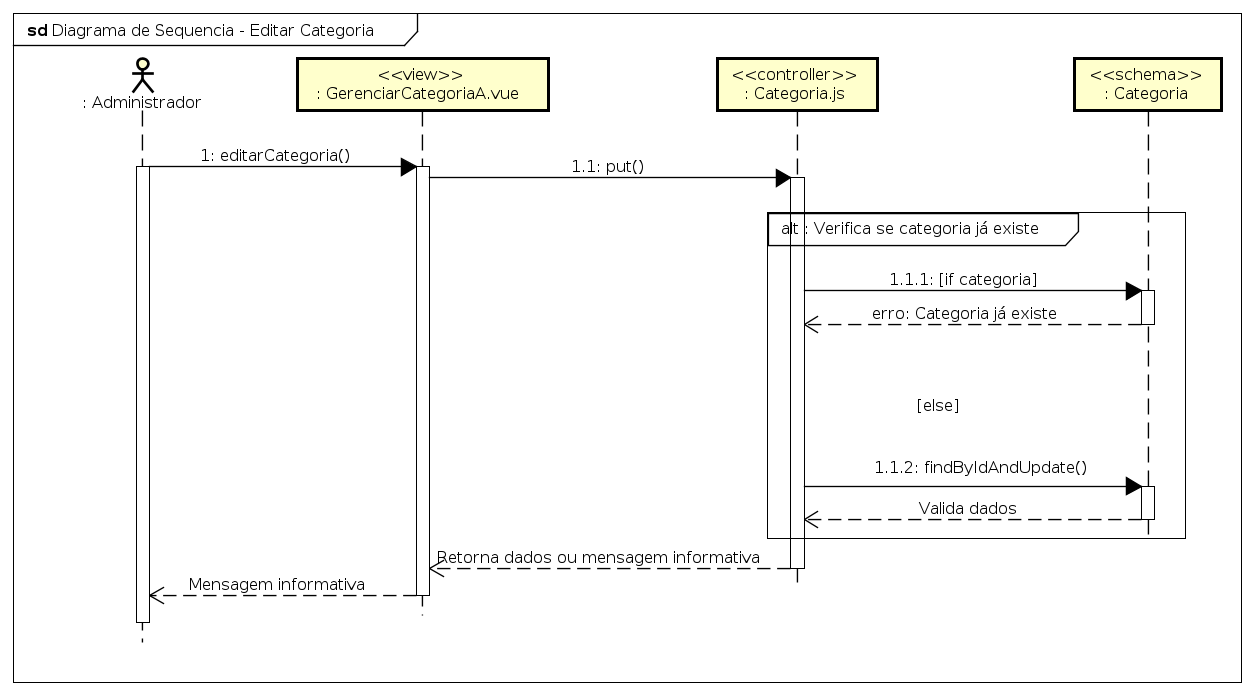 sd Diagrama de Sequencia - Editar Categoria
: Administrador
<<view>>
: GerenciarCategoriaA.vue
<<controller>>
: Categoria.js
<<schema>>
: Categoria
1: editarCategoria()
1.1: put()
alt : Verifica se categoria já existe
1.1.1: [if categoria]
erro: Categoria já existe
[else]
1.1.2: findByIdAndUpdate()
Valida dados
Retorna dados ou mensagem informativa
Mensagem informativa